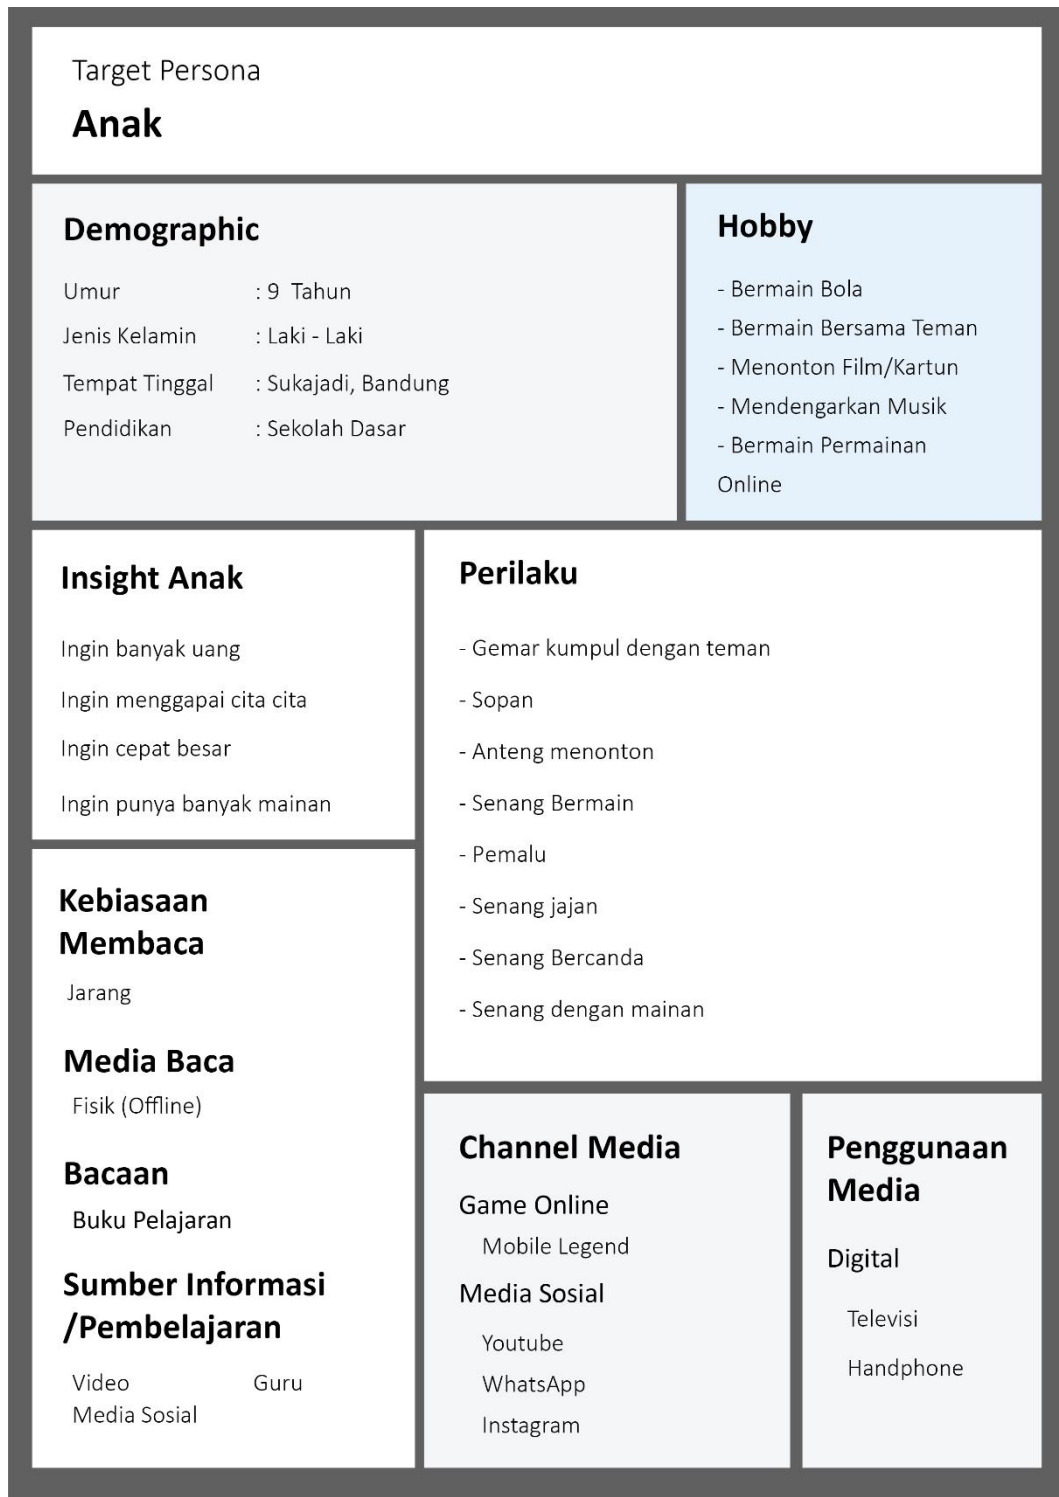 Target Persona
Anak
Demographic
Umur : 9 Tahun
Jenis Kelamin : Laki - Laki
Tempat Tinggal : Sukajadi, Bandung
Pendidikan : Sekolah Dasar
Hobby
- Bermain Bola
- Bermain Bersama Teman
- Menonton Film/Kartun
- Mendengarkan Musik
- Bermain Permainan
Online
Insight Anak
Ingin banyak uang
Ingin menggapai cita cita
Ingin cepat besar
Ingin punya banyak mainan
Perilaku
- Gemar kumpul dengan teman
- Sopan
- Anteng menonton
- Senang Bermain
- Pemalu
- Senang jajan
- Senang Bercanda
- Senang dengan mainan
Kebiasaan
Membaca
Jarang
Media Baca
Fisik (Offline)
Bacaan
Buku Pelajaran
Sumber Informasi
/Pembelajaran
Video Guru
Media Sosial
Channel Media
Game Online
Mobile Legend
Media Sosial
Youtube
WhatsApp
Instagram
Penggunaan
Media
Digital
Televisi
Handphone